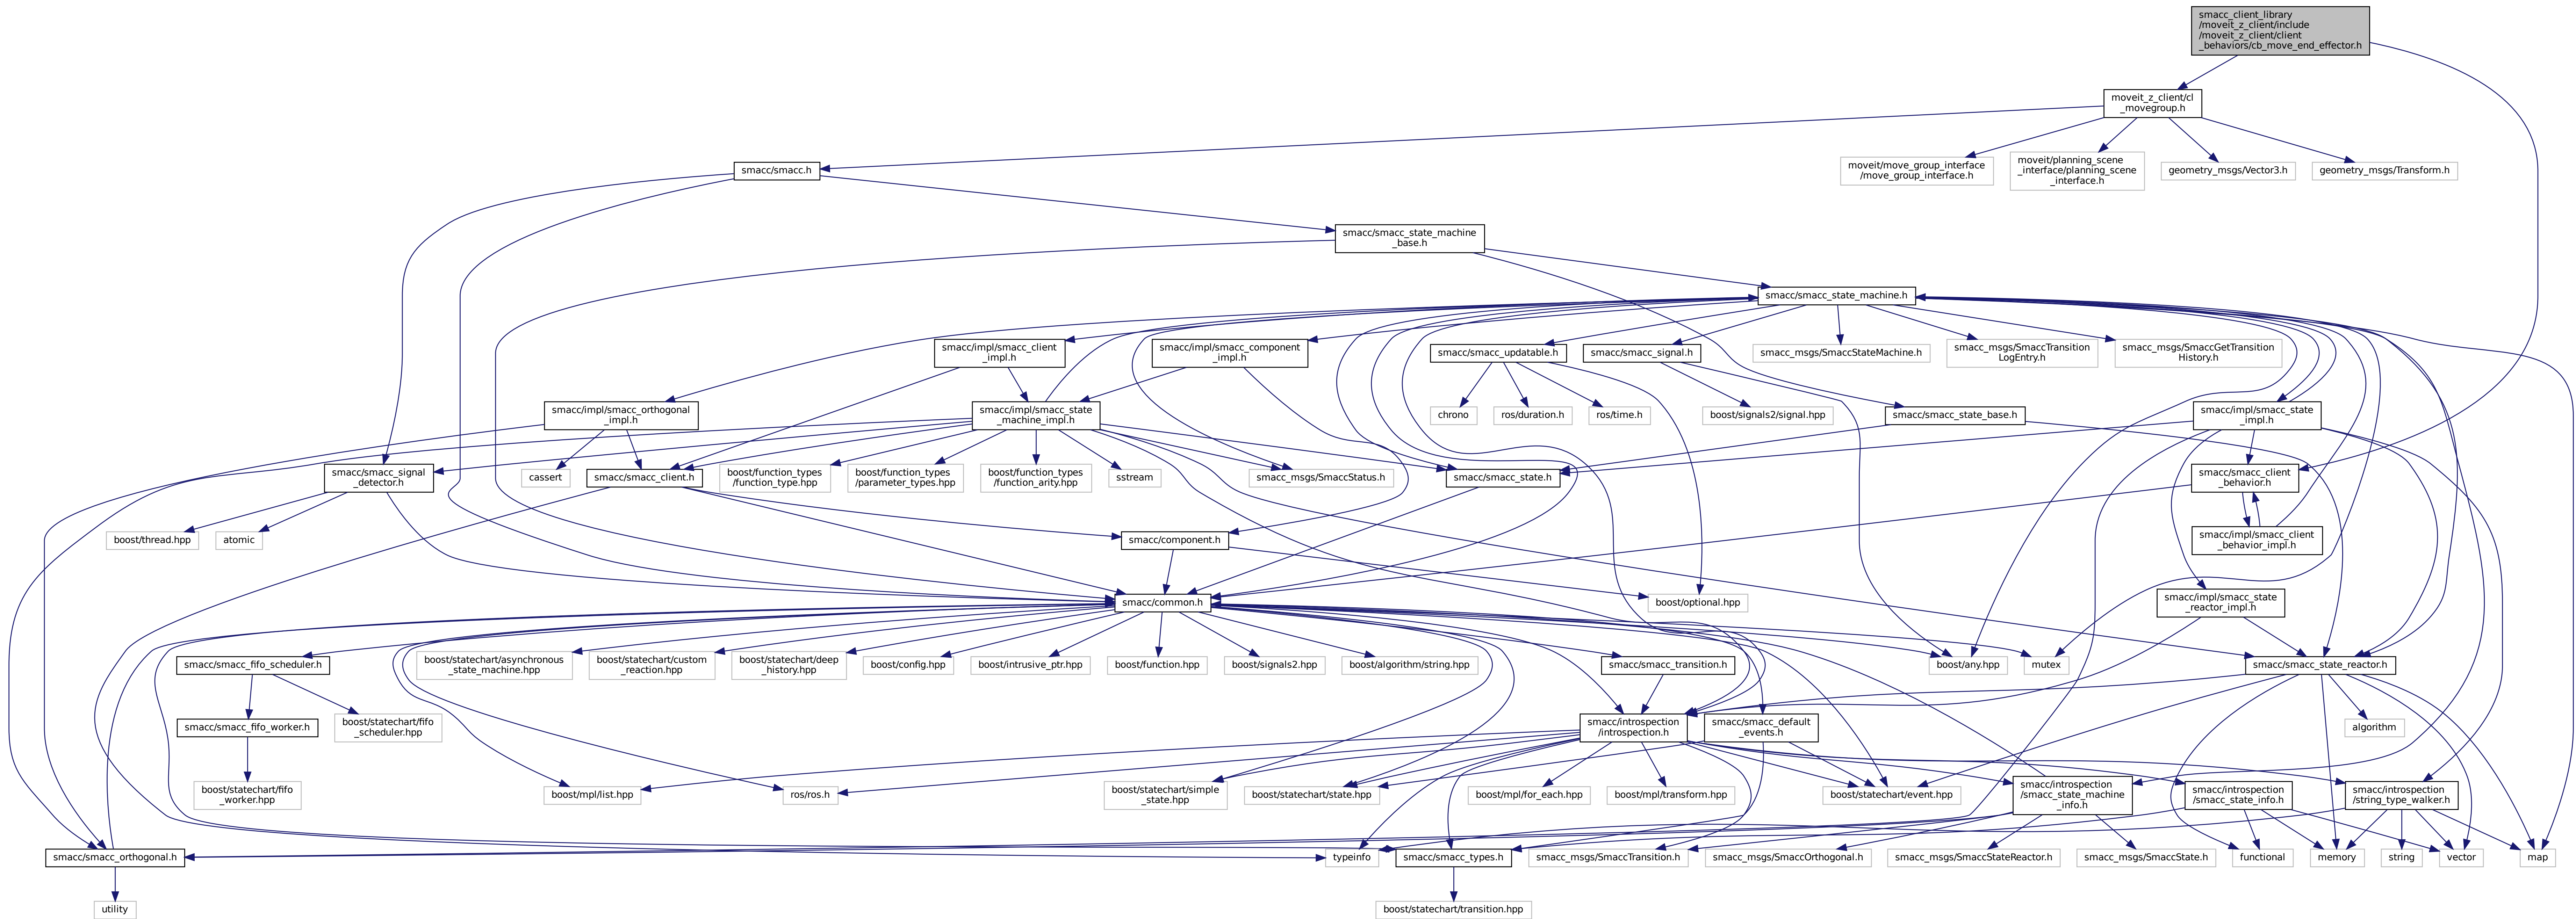 smacc_client_library
/moveit_z_client/include
/moveit_z_client/client
_behaviors/cb_move_end_effector.h
moveit_z_client/cl
_movegroup.h
smacc/smacc.h
moveit/move_group_interface
/move_group_interface.h
moveit/planning_scene
_interface/planning_scene
_interface.h
geometry_msgs/Vector3.h
geometry_msgs/Transform.h
smacc/smacc_state_machine
_base.h
smacc/smacc_state_machine.h
smacc/impl/smacc_client
_impl.h
smacc/impl/smacc_component
_impl.h
smacc/smacc_updatable.h
smacc/smacc_signal.h
smacc_msgs/SmaccStateMachine.h
smacc_msgs/SmaccTransition
LogEntry.h
smacc_msgs/SmaccGetTransition
History.h
smacc/impl/smacc_orthogonal
_impl.h
smacc/impl/smacc_state
_machine_impl.h
chrono
ros/duration.h
ros/time.h
boost/signals2/signal.hpp
smacc/smacc_state_base.h
smacc/impl/smacc_state
_impl.h
smacc/smacc_signal
_detector.h
cassert
smacc/smacc_client.h
boost/function_types
/function_type.hpp
boost/function_types
/parameter_types.hpp
boost/function_types
/function_arity.hpp
sstream
smacc_msgs/SmaccStatus.h
smacc/smacc_state.h
smacc/smacc_client
_behavior.h
boost/thread.hpp
atomic
smacc/component.h
smacc/impl/smacc_client
_behavior_impl.h
smacc/common.h
boost/optional.hpp
smacc/impl/smacc_state
_reactor_impl.h
smacc/smacc_fifo_scheduler.h
boost/statechart/asynchronous
_state_machine.hpp
boost/statechart/custom
_reaction.hpp
boost/statechart/deep
_history.hpp
boost/config.hpp
boost/intrusive_ptr.hpp
boost/function.hpp
boost/signals2.hpp
boost/algorithm/string.hpp
smacc/smacc_transition.h
boost/any.hpp
mutex
smacc/smacc_state_reactor.h
smacc/smacc_fifo_worker.h
boost/statechart/fifo
_scheduler.hpp
smacc/introspection
/introspection.h
smacc/smacc_default
_events.h
algorithm
boost/statechart/fifo
_worker.hpp
boost/mpl/list.hpp
ros/ros.h
boost/statechart/simple
_state.hpp
boost/statechart/state.hpp
boost/mpl/for_each.hpp
boost/mpl/transform.hpp
boost/statechart/event.hpp
smacc/introspection
/smacc_state_machine
_info.h
smacc/introspection
/smacc_state_info.h
smacc/introspection
/string_type_walker.h
smacc/smacc_orthogonal.h
typeinfo
smacc/smacc_types.h
smacc_msgs/SmaccTransition.h
smacc_msgs/SmaccOrthogonal.h
smacc_msgs/SmaccStateReactor.h
smacc_msgs/SmaccState.h
functional
memory
string
vector
map
utility
boost/statechart/transition.hpp